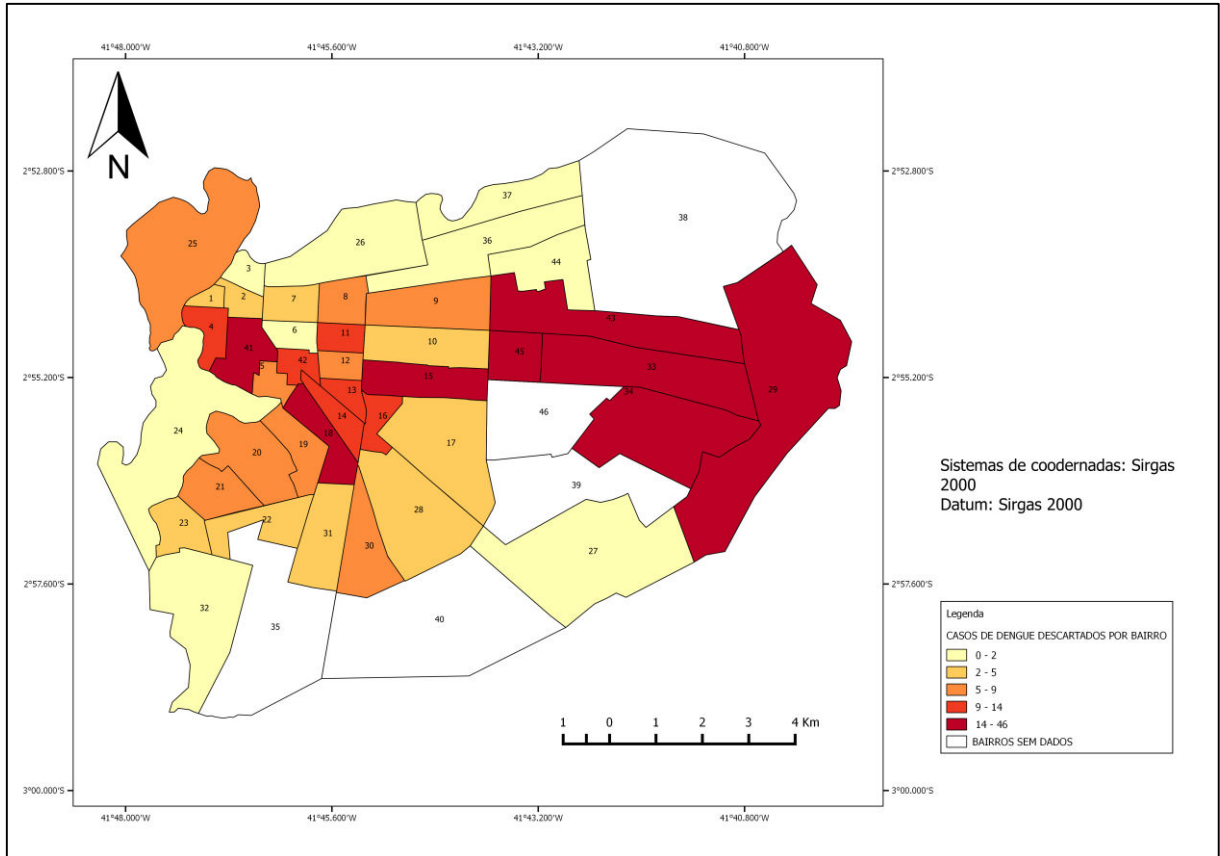 41°48.000'W 41°45.600'W 41°43.200'W 41°40.800'W
N
2°52.800'S 2°52.800'S
37
38
25
36
26
44
3
1 2 7 8 9
4 6 11 43
41 10
45
42 12 5 33
15 29
13 34
14 16 46
24 18
17
19
20
21 39
28
23 22
31 30 27
2°55.200'S 2°55.200'S
Sistemas de coodernadas: Sirgas
2000
Datum: Sirgas 2000
2°57.600'S 2°57.600'S
32
40
35
Legenda
CASOS DE DENGUE DESCARTADOS POR BAIRRO
0 - 2
2 - 5
5 - 9
9 - 14
14 - 46
BAIRROS SEM DADOS
1 0 1 2 3 4 Km
3°00.000'S 3°00.000'S
41°48.000'W 41°45.600'W 41°43.200'W 41°40.800'W